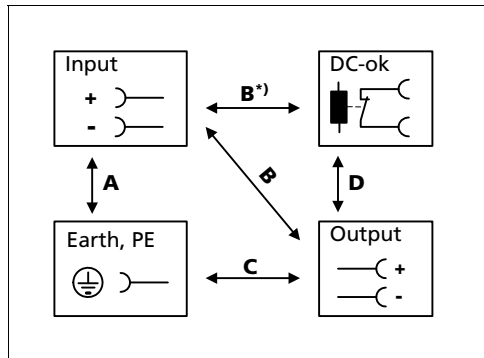 Input
+
-
B*)
DC-ok
A
B
D
Earth, PE
C
Output
+
-